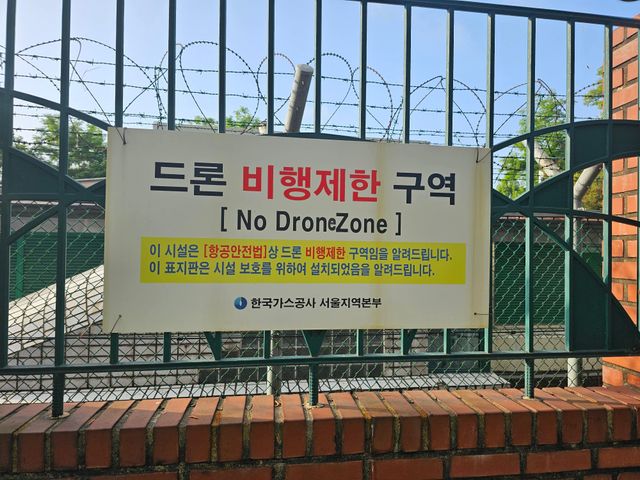 드론 비행제한 구역
[ No DroneZone ]
이 시설은 [항공안전법]상 드론 비행제한 구역임을 알려드립니다.
이 표지판은 시설 보호를 위하여 설치되었음을 알려드립니다.
한국가스공사 서울지역본부